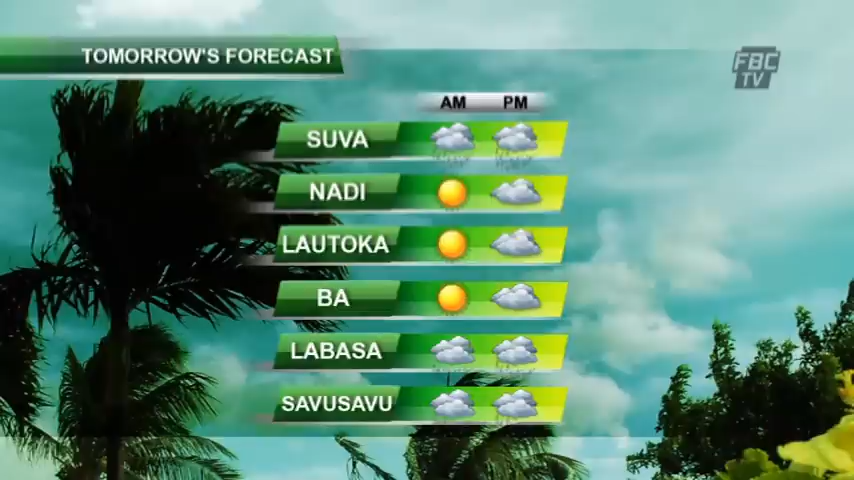 TOMORROW'S FORECAST
FBC
TV
AM PM
SUVA
NADI
LAUTOKA
BA
LABASA
SAVUSAVU